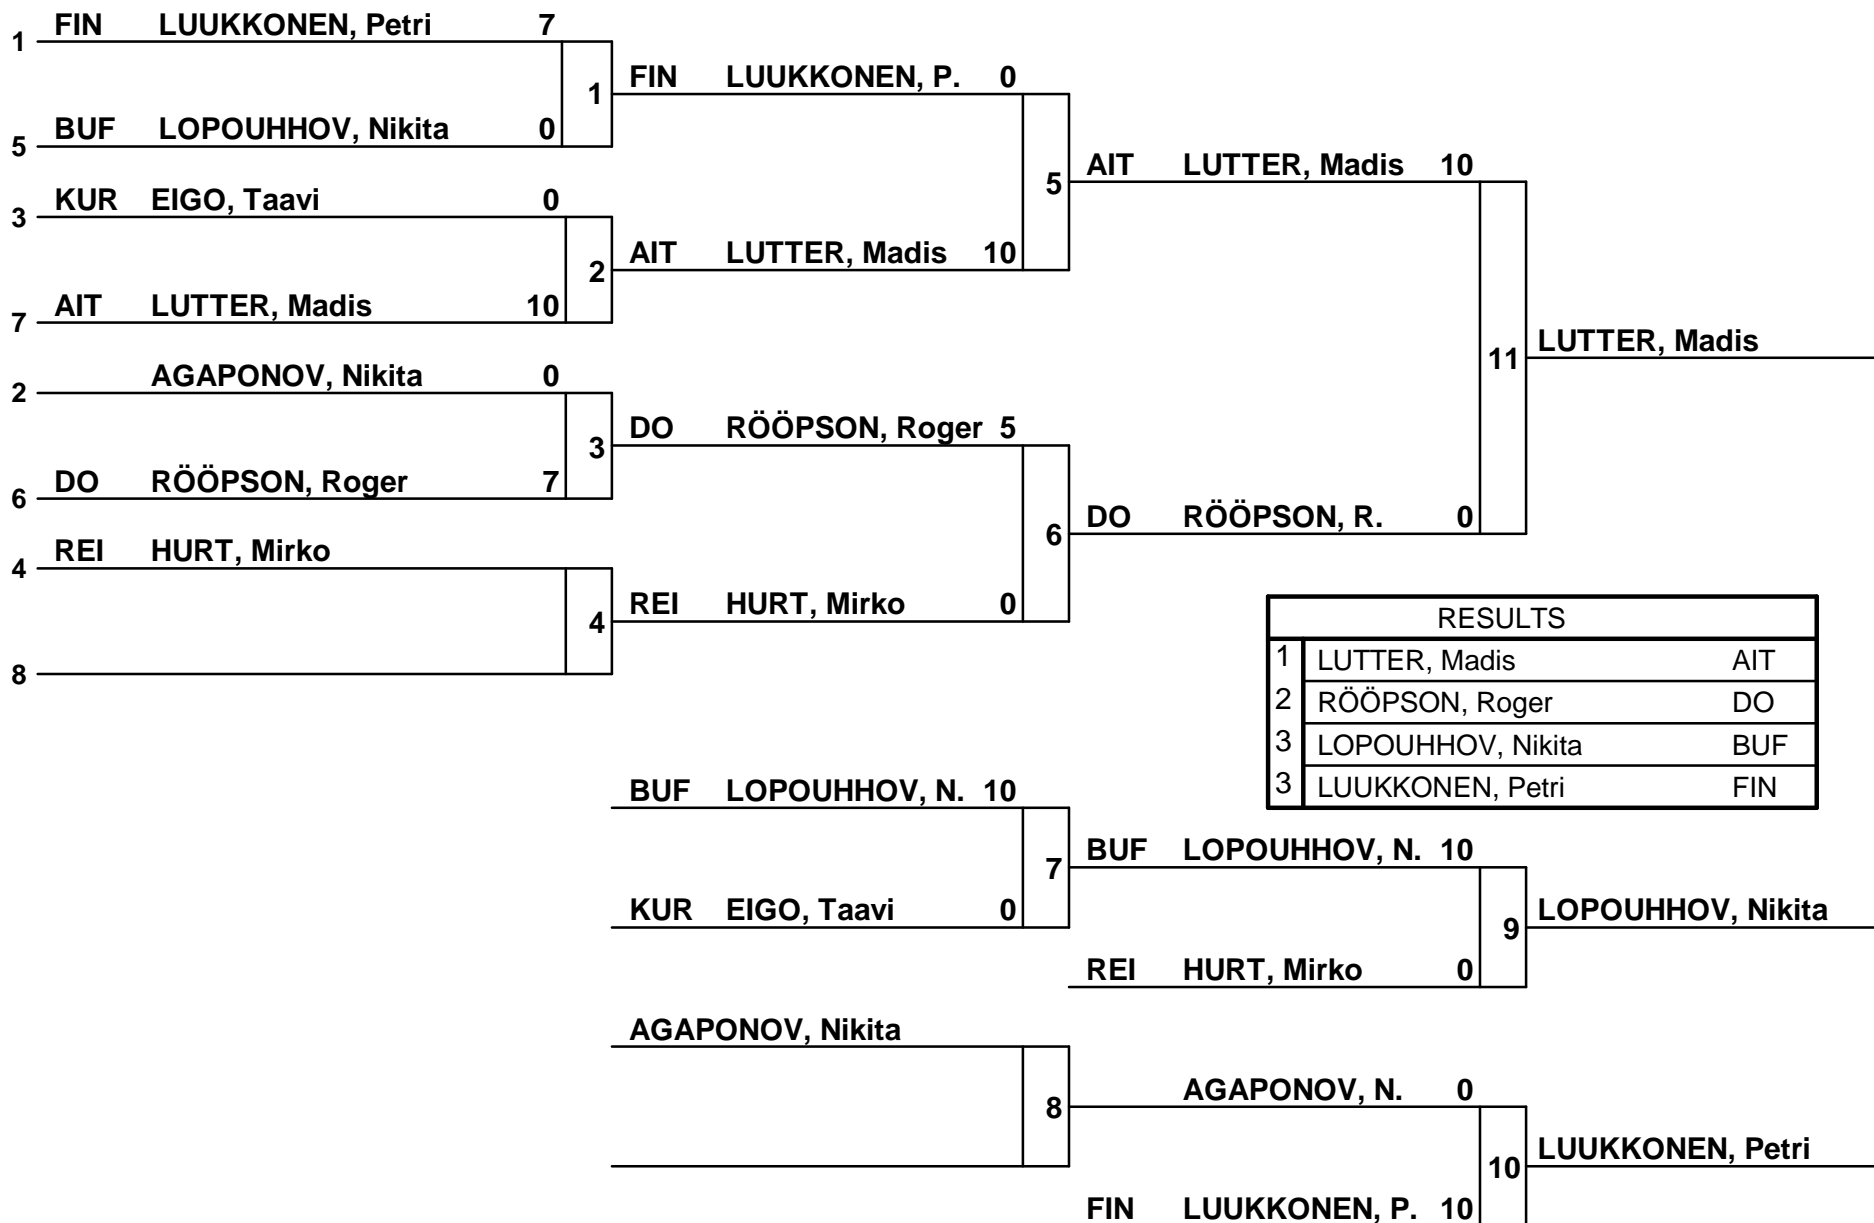 1 FIN LUUKKONEN, Petri 7
1
FIN LUUKKONEN, P. 0
5 BUF LOPOUHHOV, Nikita 0
5
AIT LUTTER, Madis 10
3 KUR EIGO, Taavi 0
2
AIT LUTTER, Madis 10
7 AIT LUTTER, Madis 10
11
LUTTER, Madis
2 AGAPONOV, Nikita 0
3
DO RÖÖPSON, Roger 5
6 DO RÖÖPSON, Roger 7
6
DO RÖÖPSON, R. 0
4 REI HURT, Mirko
4
REI HURT, Mirko 0
8
RESULTS
1 LUTTER, Madis AIT
2 RÖÖPSON, Roger DO
3 LOPOUHHOV, Nikita BUF
3 LUUKKONEN, Petri FIN
BUF LOPOUHHOV, N. 10
7
BUF LOPOUHHOV, N. 10
KUR EIGO, Taavi 0
9
LOPOUHHOV, Nikita
REI HURT, Mirko 0
AGAPONOV, Nikita
8
AGAPONOV, N. 0
10
LUUKKONEN, Petri
FIN LUUKKONEN, P. 10